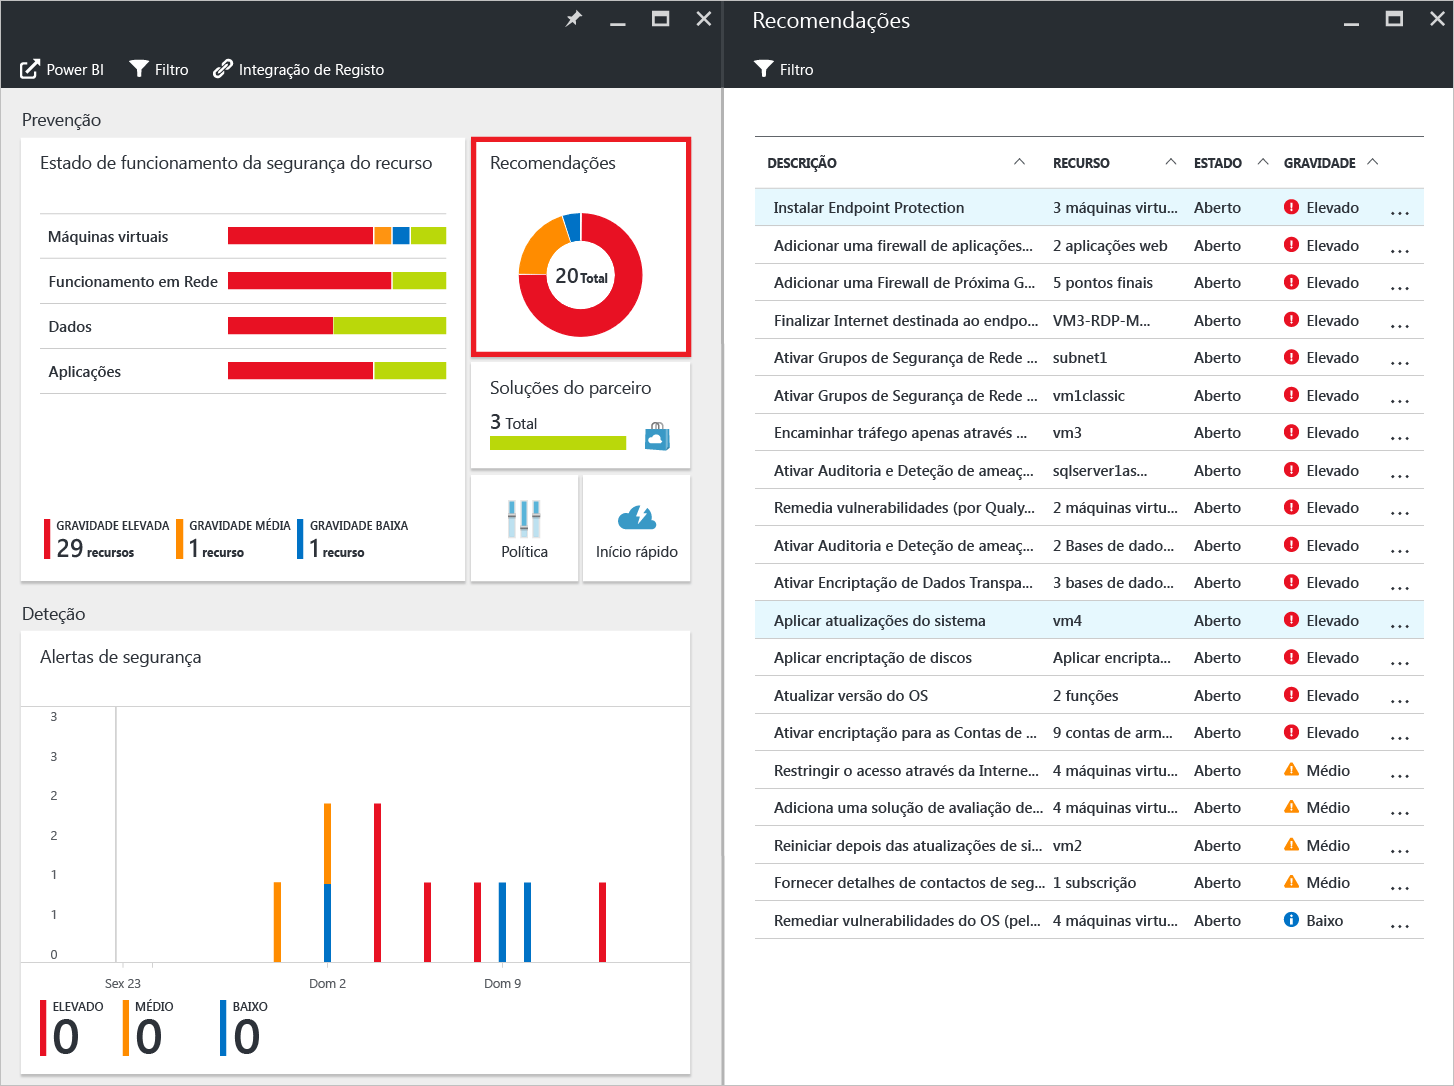 Power BI Filtro Integração de Registo
Prevenção
Estado de funcionamento da segurança do recurso
Máquinas virtuais
Funcionamento em Rede
Dados
Aplicações
GRAVIDADE ELEVADA
29 recursos
GRAVIDADE MÉDIA
1 recurso
GRAVIDADE BAIXA
1 recurso
Recomendações
20 Total
Soluções do parceiro
3 Total
Política
Início rápido
Deteção
Alertas de segurança
3
3
2
2
1
1
0
Sex 23 Dom 2 Dom 9
ELEVADO
0
MÉDIO
0
BAIXO
0
Recomendações
Filtro
DESCRIÇÃO RECURSO ESTADO GRAVIDADE
Instalar Endpoint Protection 3 máquinas virtu... Aberto Elevado ...
Adicionar uma firewall de aplicações... 2 aplicações web Aberto Elevado ...
Adicionar uma Firewall de Próxima G... 5 pontos finais Aberto Elevado ...
Finalizar Internet destinada ao endpo... VM3-RDP-M... Aberto Elevado ...
Ativar Grupos de Segurança de Rede ... subnet1 Aberto Elevado ...
Ativar Grupos de Segurança de Rede ... vm1classic Aberto Elevado ...
Encaminhar tráfego apenas através ... vm3 Aberto Elevado ...
Ativar Auditoria e Deteção de ameaç... sqlserver1as... Aberto Elevado ...
Remedia vulnerabilidades (por Qualy... 2 máquinas virtu... Aberto Elevado ...
Ativar Auditoria e Deteção de ameaç... 2 Bases de dado... Aberto Elevado ...
Ativar Encriptação de Dados Transpa... 3 bases de dado... Aberto Elevado ...
Aplicar atualizações do sistema vm4 Aberto Elevado ...
Aplicar encriptação de discos Aplicar encripta... Aberto Elevado ...
Atualizar versão do OS 2 funções Aberto Elevado ...
Ativar encriptação para as Contas de ... 9 contas de arm... Aberto Elevado ...
Restringir o acesso através da Interne... 4 máquinas virtu... Aberto Médio ...
Adiciona uma solução de avaliação de... 4 máquinas virtu... Aberto Médio ...
Reiniciar depois das atualizações de si... vm2 Aberto Médio ...
Fornecer detalhes de contactos de seg... 1 subscrição Aberto Médio ...
Remediar vulnerabilidades do OS (pel... 4 máquinas virtu... Aberto Baixo ...